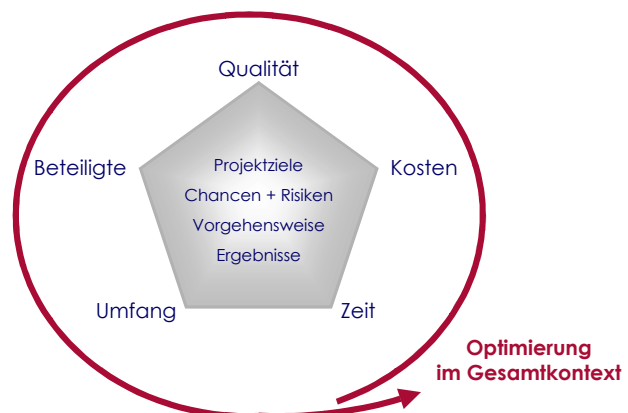 Qualität
Beteiligte
Kosten
Projektziele
Chancen + Risiken
Vorgehensweise
Ergebnisse
Umfang
Zeit
Optimierung
im Gesamtkontext